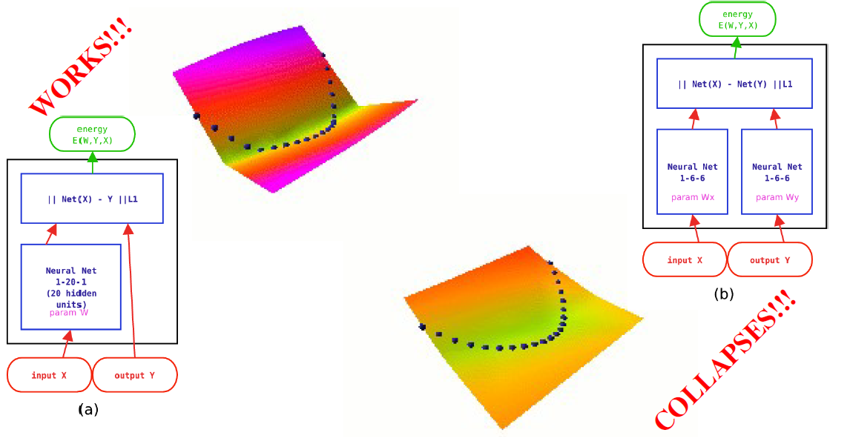 WORKS!!!
energy
E(W,Y,X)
|| Net(X) - Y ||L1
Neural Net
1-20-1
(20 hidden
units)
param W
input X
output Y
(a)
energy
E(W,Y,X)
|| Net(X) - Net(Y) ||L1
Neural Net
1-6-6
param Wx
Neural Net
1-6-6
param Wy
input X
output Y
(b)
COLLAPSES!!!